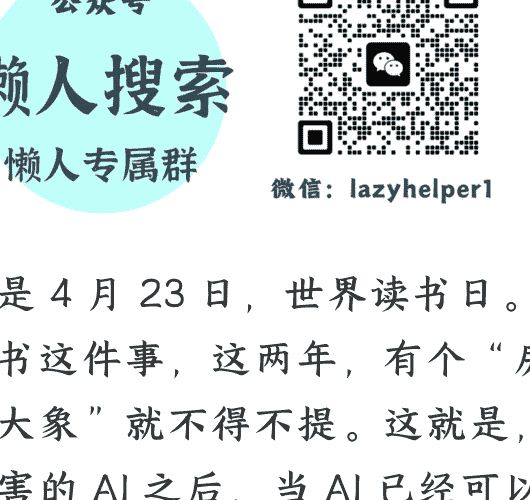 公众号
懒人搜索
懒人专属群
微信：lazyhelper1
是 4 月 23 日，世界读书日。
书这件事，这两年，有个“房
大象”就不得不提。这就是，
害的 AI 之后，当 AI 已经可以